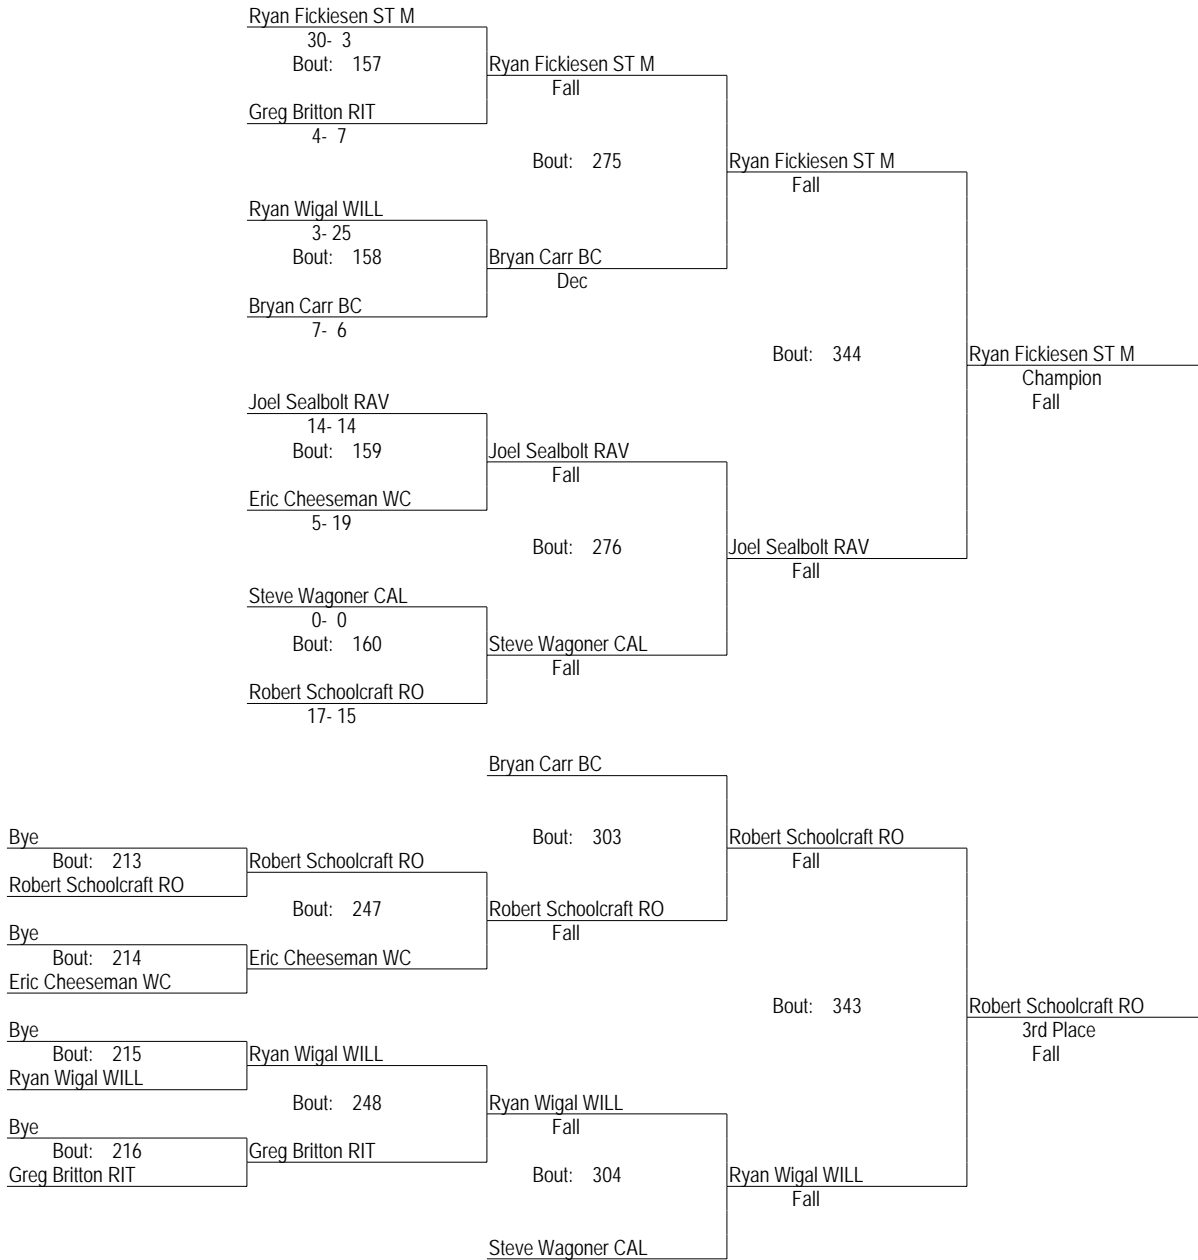 Ryan Fickiesen ST M
30- 3
Bout: 157
Ryan Fickiesen ST M
Fall
Greg Britton RIT
4- 7
Bout: 275
Ryan Fickiesen ST M
Fall
Ryan Wigal WILL
3- 25
Bout: 158
Bryan Carr BC
Dec
Bryan Carr BC
7- 6
Bout: 344
Ryan Fickiesen ST M
Champion
Fall
Joel Sealbolt RAV
14- 14
Bout: 159
Joel Sealbolt RAV
Fall
Eric Cheeseman WC
5- 19
Bout: 276
Joel Sealbolt RAV
Fall
Steve Wagoner CAL
0- 0
Bout: 160
Steve Wagoner CAL
Fall
Robert Schoolcraft RO
17- 15
Bryan Carr BC
Bout: 303
Robert Schoolcraft RO
Fall
Bye
Bout: 213
Robert Schoolcraft RO
Robert Schoolcraft RO
Bout: 247
Robert Schoolcraft RO
Fall
Bye
Bout: 214
Eric Cheeseman WC
Eric Cheeseman WC
Bout: 343
Robert Schoolcraft RO
3rd Place
Fall
Bye
Bout: 215
Ryan Wigal WILL
Ryan Wigal WILL
Bout: 248
Ryan Wigal WILL
Fall
Bye
Bout: 216
Greg Britton RIT
Greg Britton RIT
Bout: 304
Ryan Wigal WILL
Fall
Steve Wagoner CAL